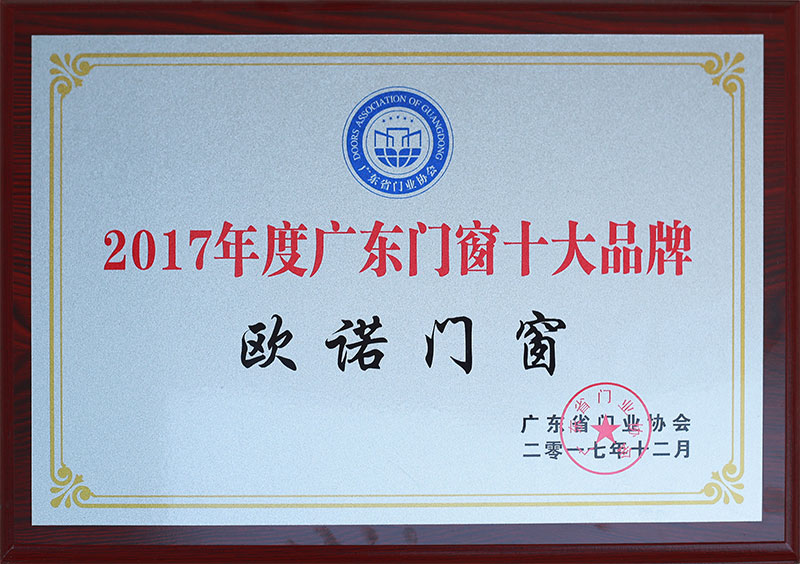 DOORS ASSOCIATION OF GUANGDONG
广东省门业协会
2017年度广东门窗十大品牌
欧诺门窗
广东省门业协会
二零一七年十二月